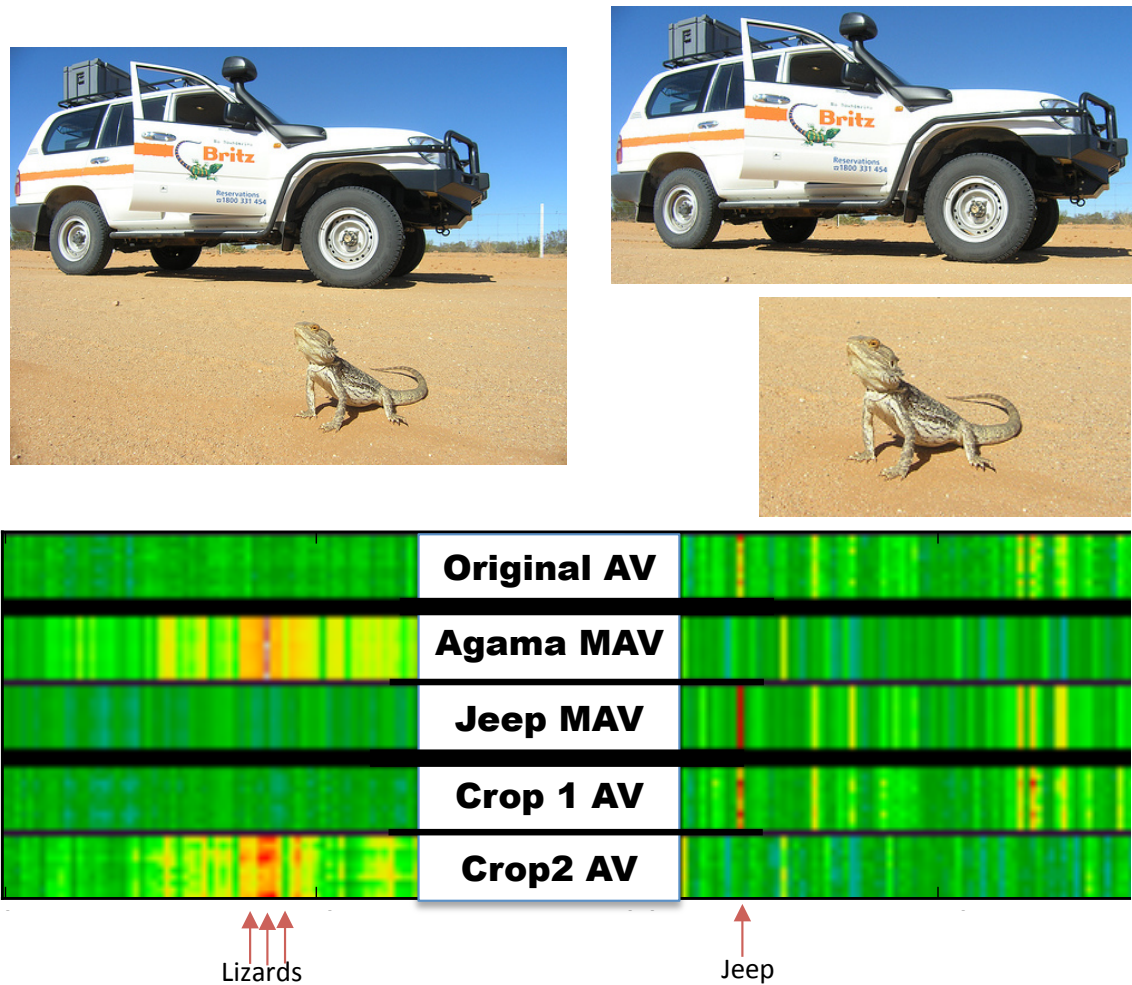 Britz
Reservations
☎1800 331 454
Britz
Reservations
☎1800 331 454
Original AV
Agama MAV
Jeep MAV
Crop 1 AV
Crop2 AV
Lizards
Jeep